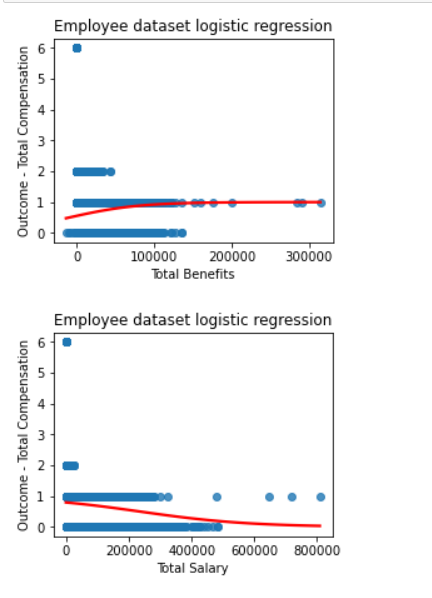 Employee dataset logistic regression
Outcome - Total Compensation
6
5
4
3
2
1
0
0 100000 200000 300000
Total Benefits
Employee dataset logistic regression
Outcome - Total Compensation
6
5
4
3
2
1
0
0 200000 400000 600000 800000
Total Salary